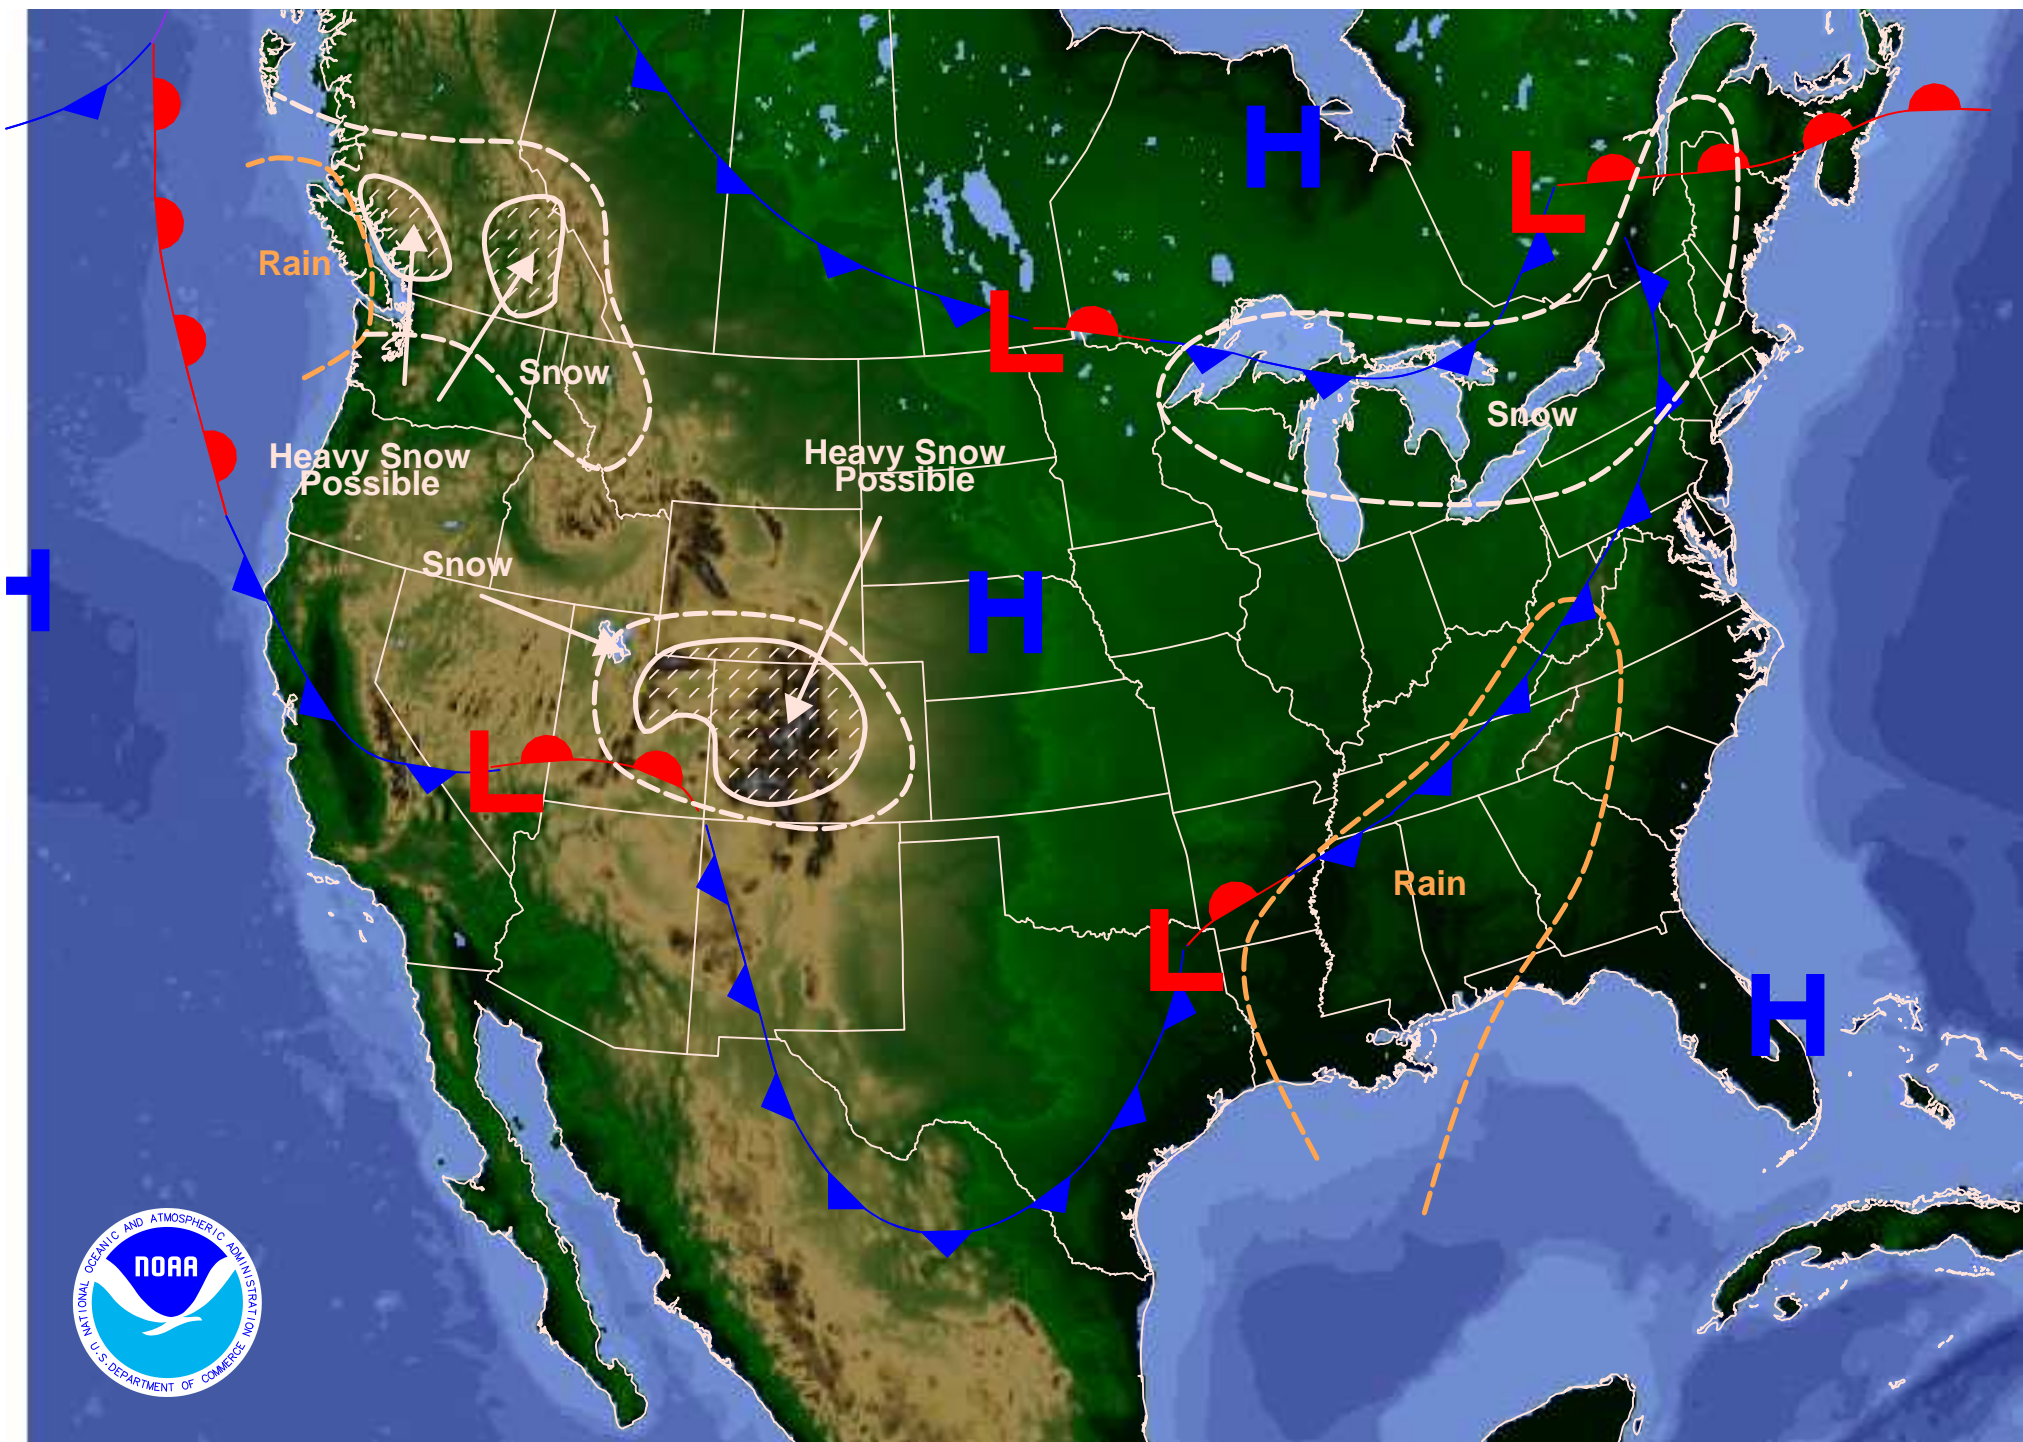 H
L
Rain
L
Snow
Snow
Heavy Snow
Possible
Heavy Snow
Possible
Snow
H
H
L
Rain
L
H
NOAA
NATIONAL OCEANIC AND ATMOSPHERIC ADMINISTRATION
U.S. DEPARTMENT OF COMMERCE